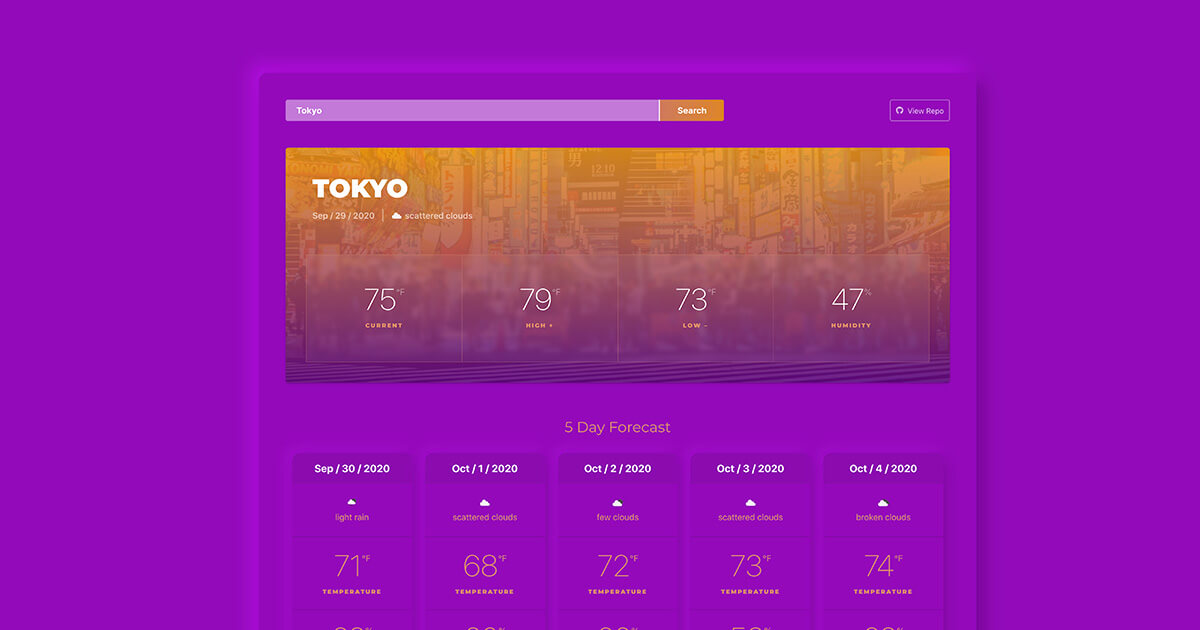 Tokyo
Search
View Repo
TOKYO
Sep / 29 / 2020
scattered clouds
75°F
79°F
73°F
47%
CURRENT
HIGH +
LOW -
HUMIDITY
5 Day Forecast
Sep / 30 / 2020
Oct / 1 / 2020
Oct / 2 / 2020
Oct / 3 / 2020
Oct / 4 / 2020
light rain
scattered clouds
few clouds
scattered clouds
broken clouds
71°F
68°F
72°F
73°F
74°F
TEMPERATURE
TEMPERATURE
TEMPERATURE
TEMPERATURE
TEMPERATURE